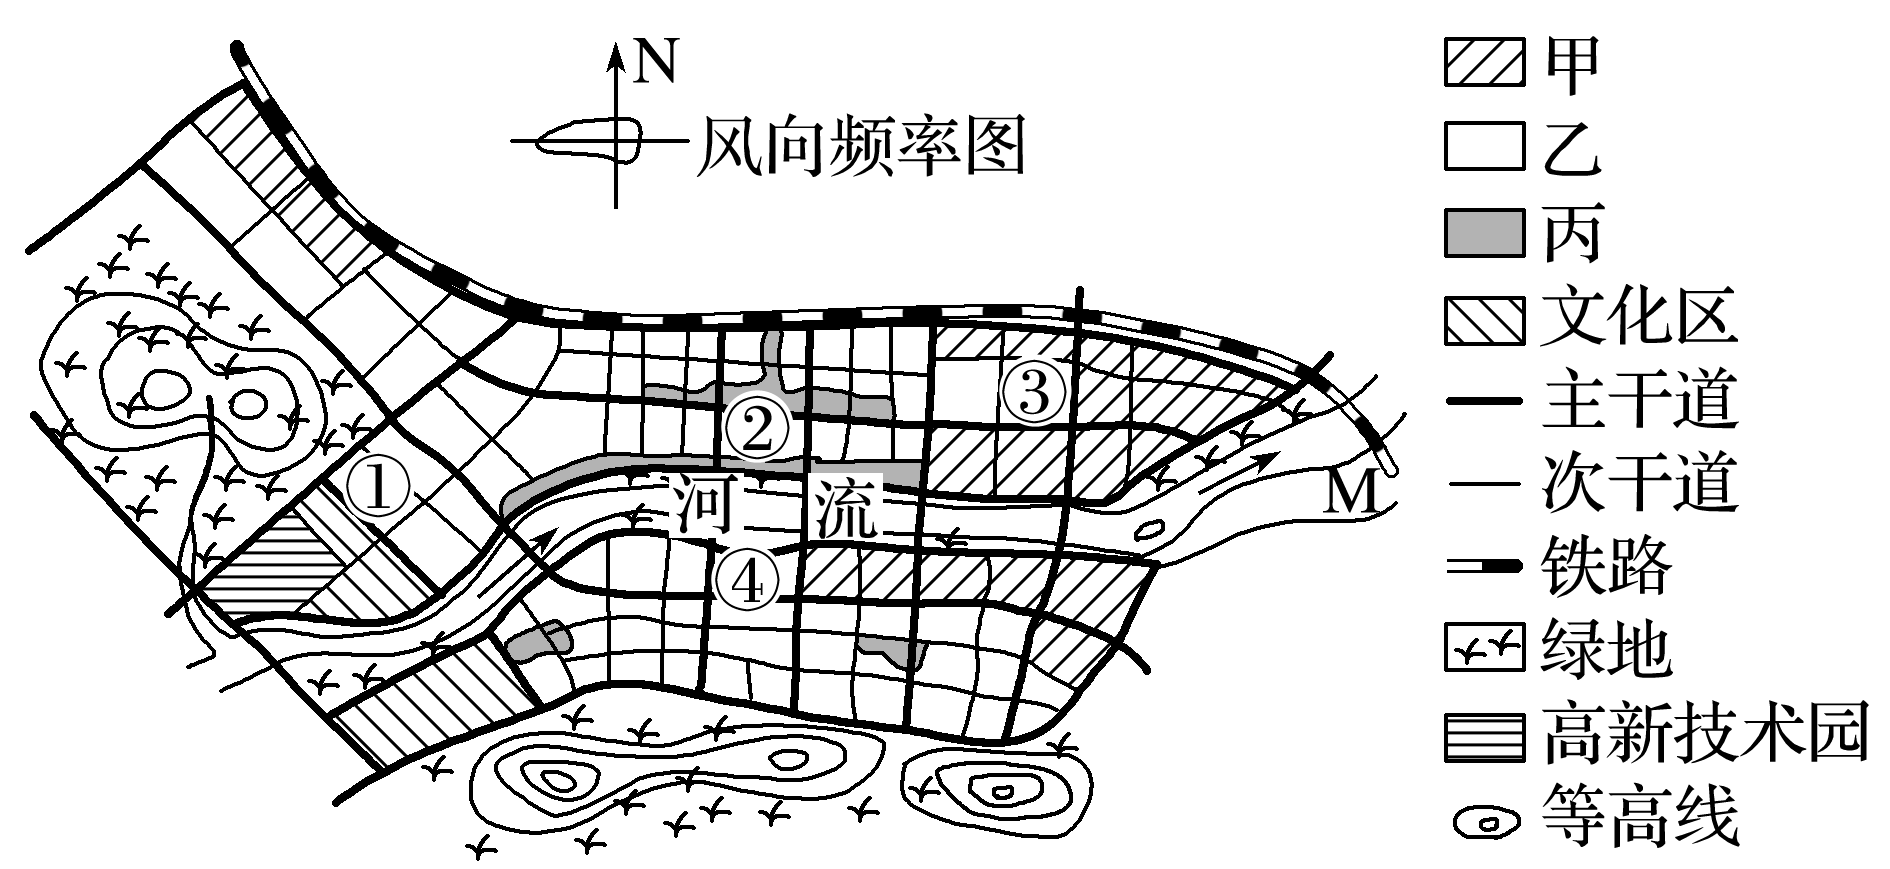 N
风向频率图
①
②
③
④
河流
M
甲
乙
丙
文化区
主干道
次干道
铁路
绿地
高新技术园
等高线